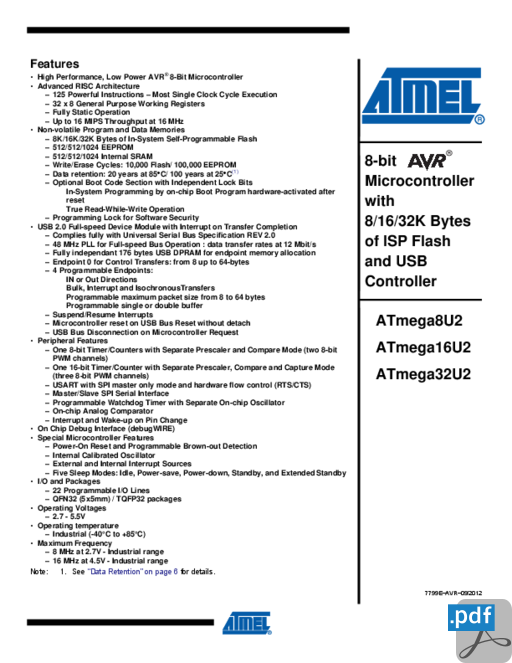 Features
• High Performance, Low Power AVR® 8-Bit Microcontroller
• Advanced RISC Architecture
– 125 Powerful Instructions – Most Single Clock Cycle Execution
– 32 x 8 General Purpose Working Registers
– Fully Static Operation
– Up to 16 MIPS Throughput at 16 MHz
• Non-volatile Program and Data Memories
– 8K/16K/32K Bytes of In-System Self-Programmable Flash
– 512/512/1024 EEPROM
– 512/512/1024 Internal SRAM
– Write/Erase Cycles: 10,000 Flash/ 100,000 EEPROM
– Data retention: 20 years at 85°C/ 100 years at 25°C(1)
– Optional Boot Code Section with Independent Lock Bits
In-System Programming by on-chip Boot Program hardware-activated after
reset
True Read-While-Write Operation
– Programming Lock for Software Security
• USB 2.0 Full-speed Device Module with Interrupt on Transfer Completion
– Complies fully with Universal Serial Bus Specification REV 2.0
– 48 MHz PLL for Full-speed Bus Operation : data transfer rates at 12 Mbit/s
– Fully independant 176 bytes USB DPRAM for endpoint memory allocation
– Endpoint 0 for Control Transfers: from 8 up to 64-bytes
– 4 Programmable Endpoints:
IN or Out Directions
Bulk, Interrupt and IsochronousTransfers
Programmable maximum packet size from 8 to 64 bytes
Programmable single or double buffer
– Suspend/Resume Interrupts
– Microcontroller reset on USB Bus Reset without detach
– USB Bus Disconnection on Microcontroller Request
• Peripheral Features
– One 8-bit Timer/Counters with Separate Prescaler and Compare Mode (two 8-bit
PWM channels)
– One 16-bit Timer/Counter with Separate Prescaler, Compare and Capture Mode
(three 8-bit PWM channels)
– USART with SPI master only mode and hardware flow control (RTS/CTS)
– Master/Slave SPI Serial Interface
– Programmable Watchdog Timer with Separate On-chip Oscillator
– On-chip Analog Comparator
– Interrupt and Wake-up on Pin Change
• On Chip Debug Interface (debugWIRE)
• Special Microcontroller Features
– Power-On Reset and Programmable Brown-out Detection
– Internal Calibrated Oscillator
– External and Internal Interrupt Sources
– Five Sleep Modes: Idle, Power-save, Power-down, Standby, and Extended Standby
• I/O and Packages
– 22 Programmable I/O Lines
– QFN32 (5x5mm) / TQFP32 packages
• Operating Voltages
– 2.7 - 5.5V
• Operating temperature
– Industrial (-40°C to +85°C)
• Maximum Frequency
– 8 MHz at 2.7V - Industrial range
– 16 MHz at 4.5V - Industrial range
Note: 1. See "Data Retention" on page 6 for details.
ATMEL®
8-bit AVR®
Microcontroller
with
8/16/32K Bytes
of ISP Flash
and USB
Controller
ATmega8U2
ATmega16U2
ATmega32U2
7799E–AVR–09/2012
ATMEL®
.pdf